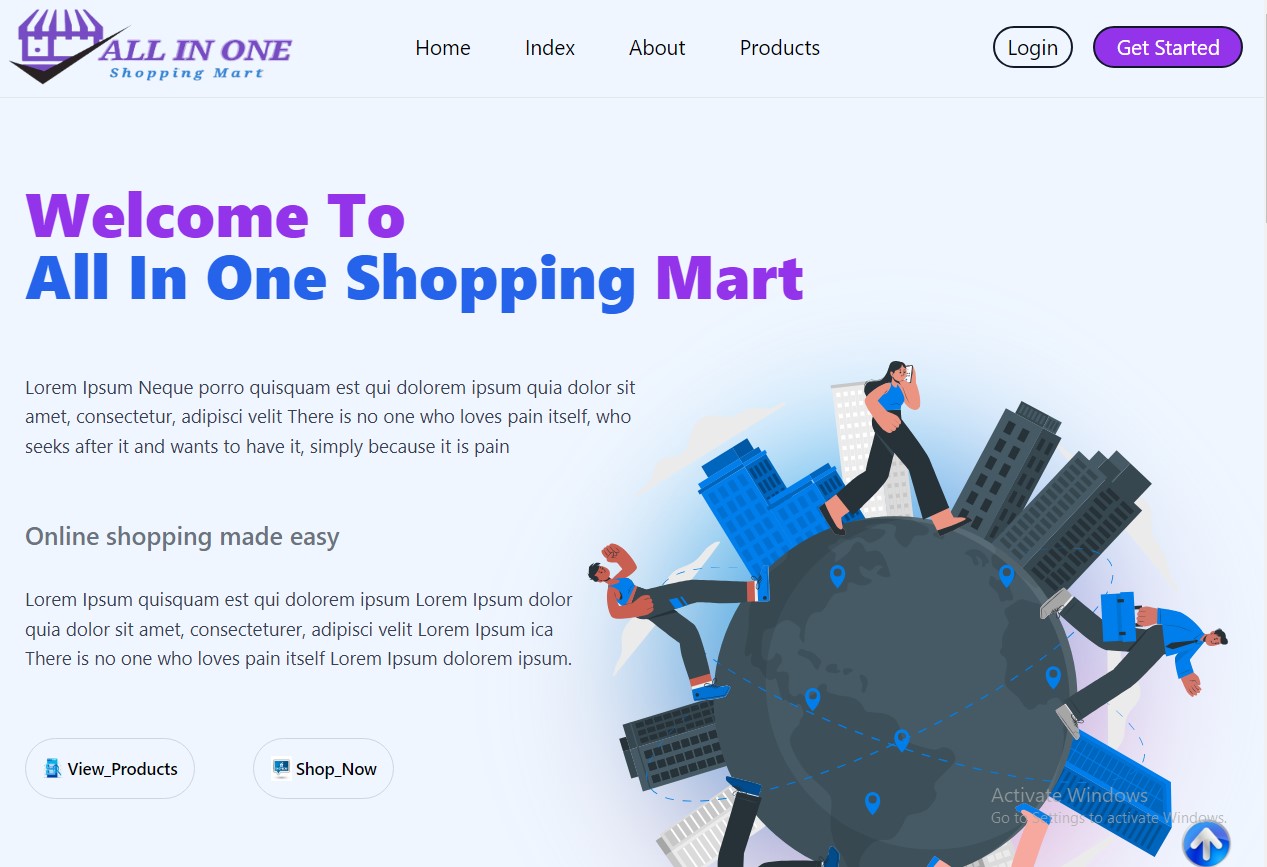 ALL IN ONE
Shopping Mart
Home
Index
About
Products
Login
Get Started
Welcome To
All In One Shopping Mart
Lorem Ipsum Neque porro quisquam est qui dolorem ipsum quia dolor sit
amet, consectetur, adipisci velit There is no one who loves pain itself, who
seeks after it and wants to have it, simply because it is pain
Online shopping made easy
Lorem Ipsum quisquam est qui dolorem ipsum Lorem Ipsum dolor
quia dolor sit amet, consecteturer, adipisci velit Lorem Ipsum ica
There is no one who loves pain itself Lorem Ipsum dolorem ipsum.
View_Products
Shop_Now
Activate Windows
Go to Settings to activate Windows.